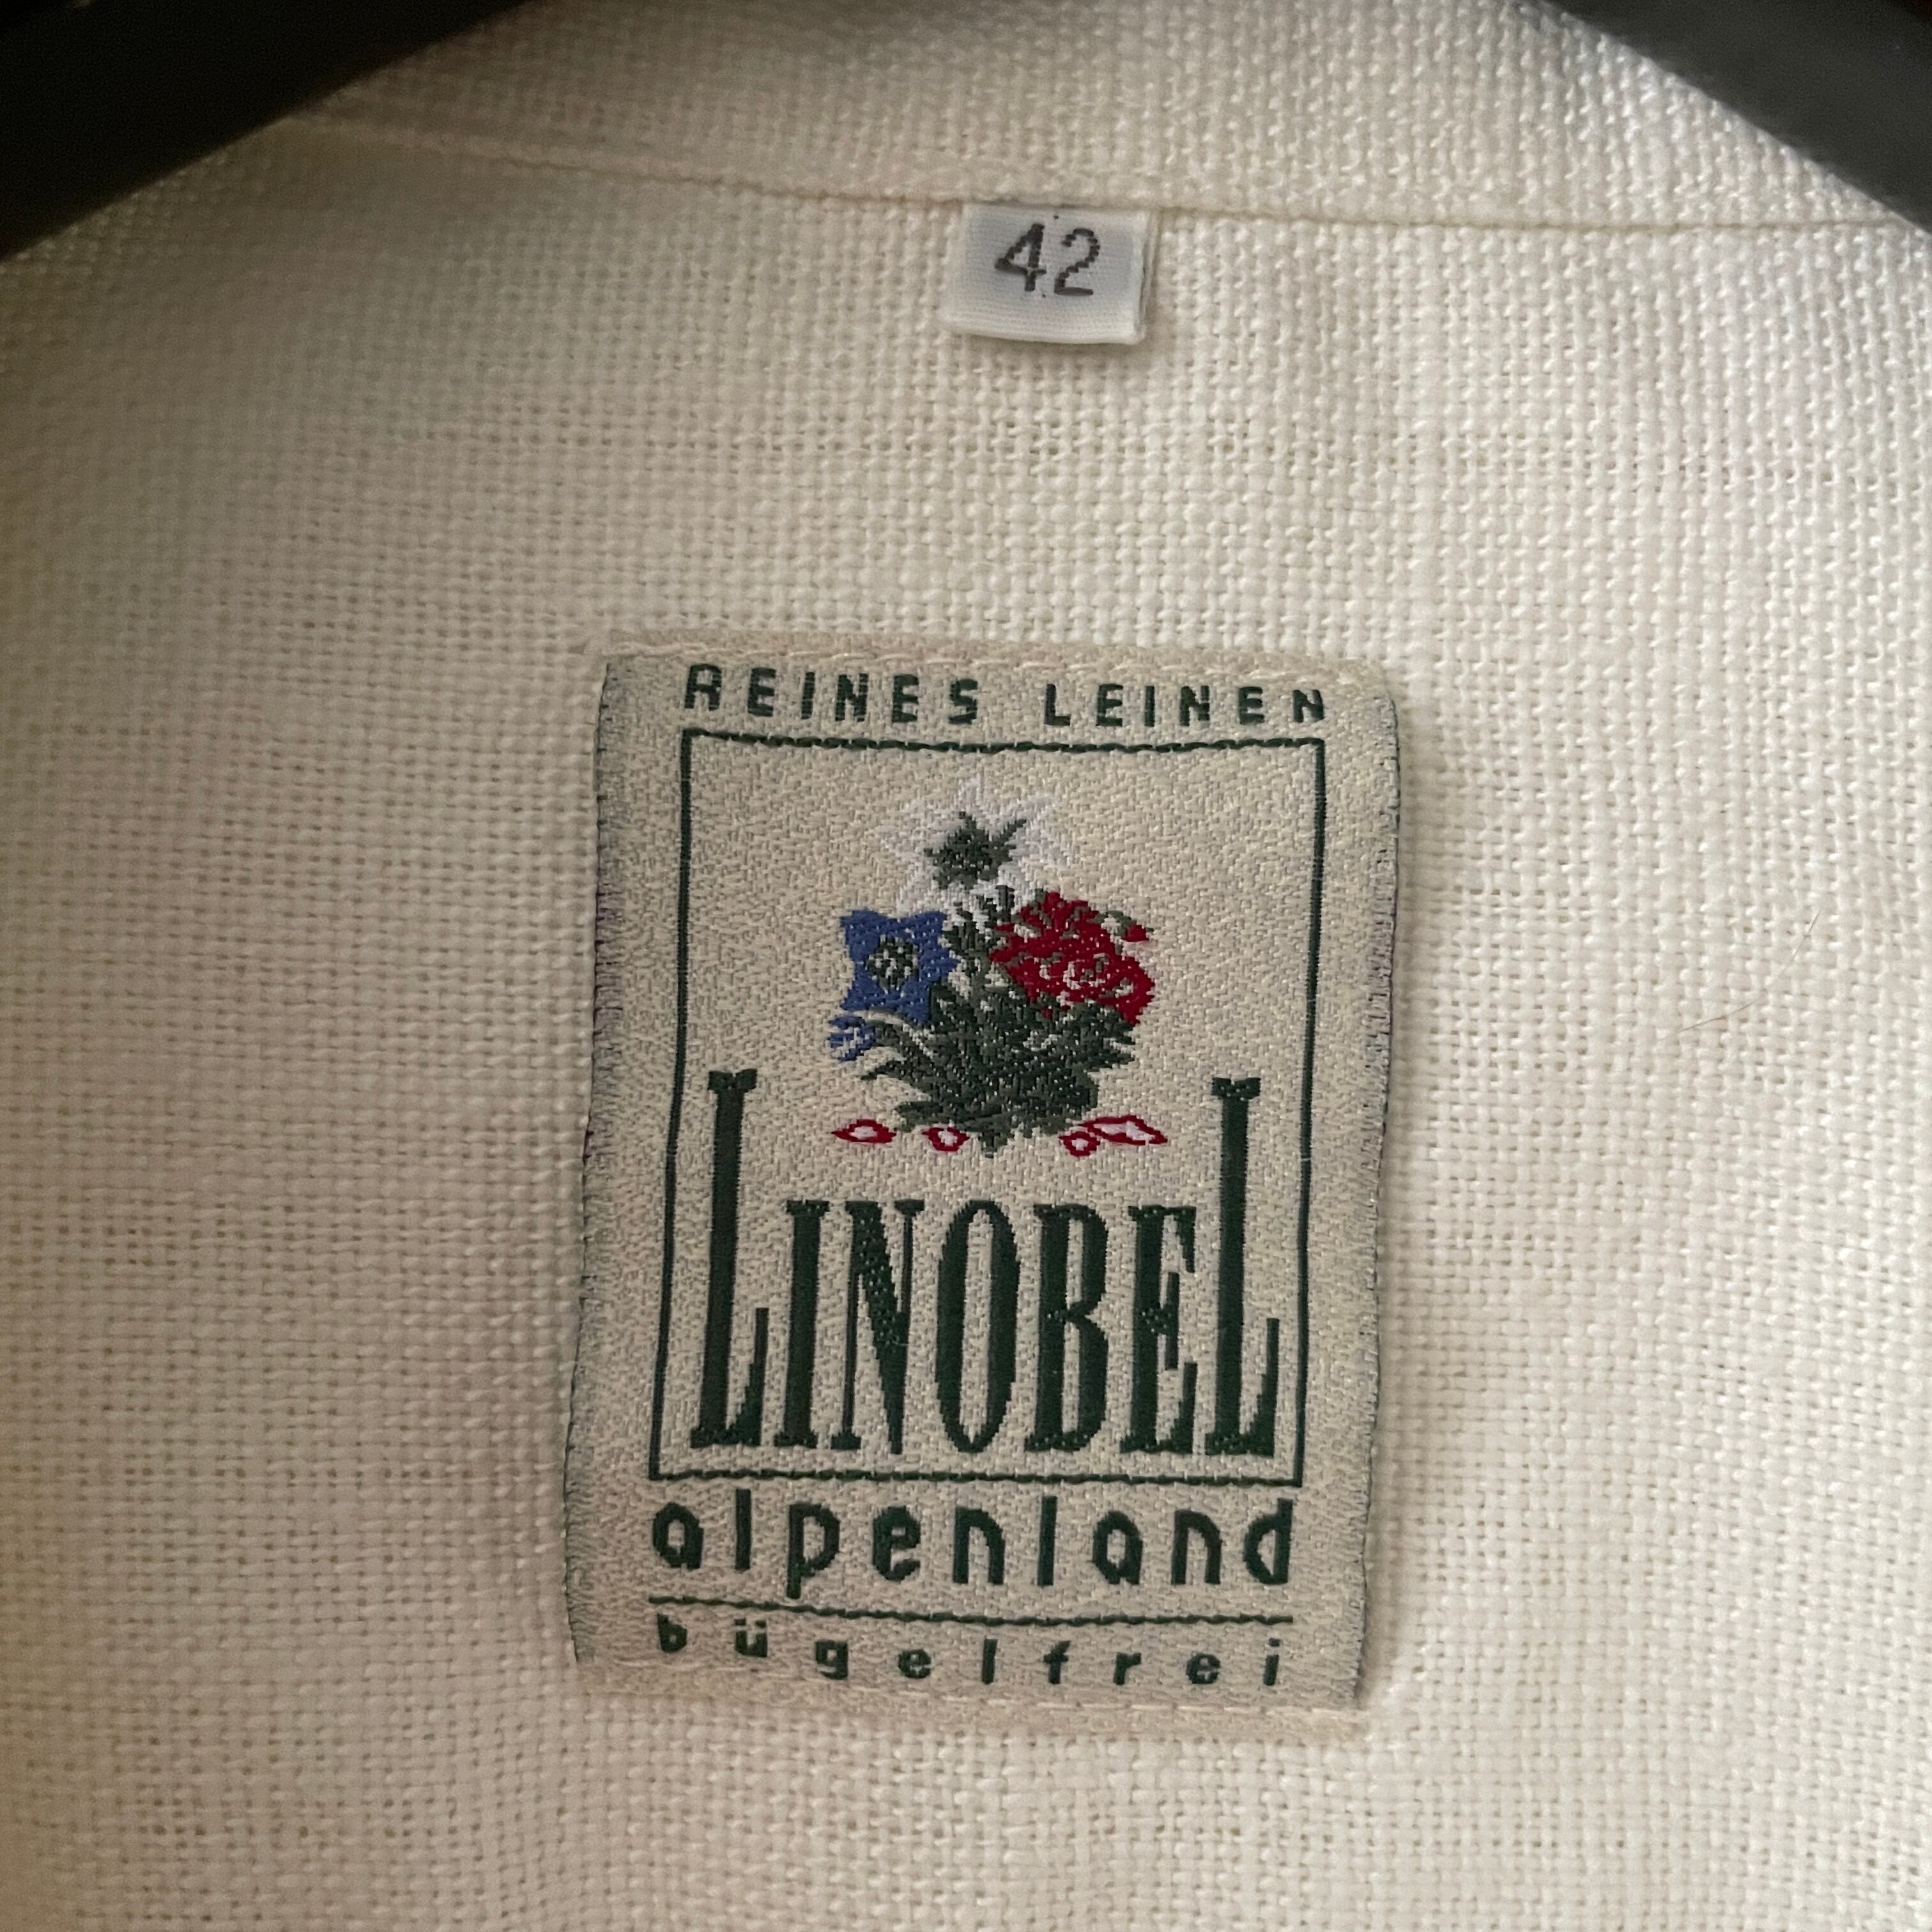 42
REINES LEINEN
LINOBEL
alpenland
bügelfrei